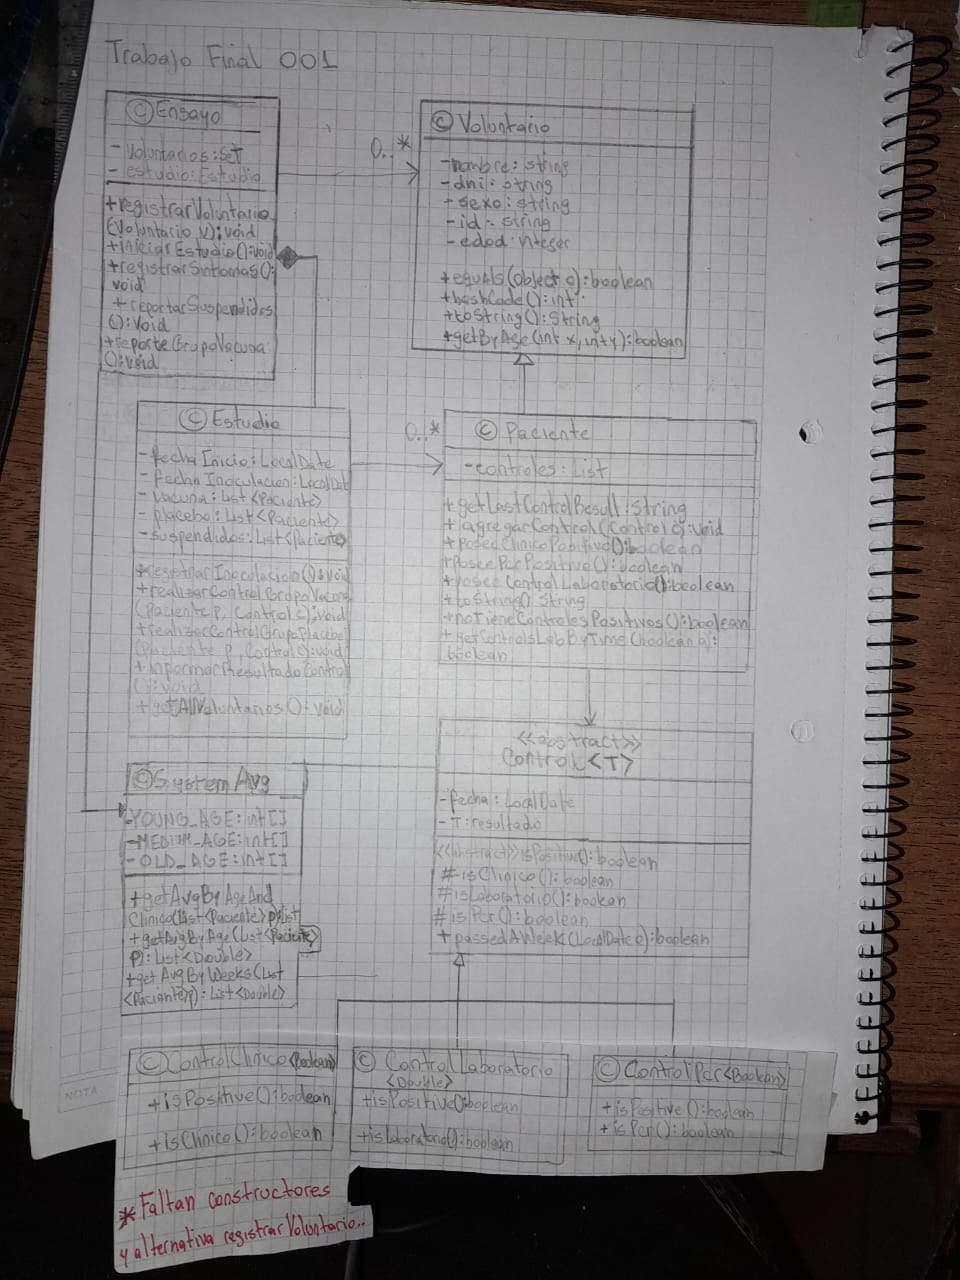 Trabajo Final 001
© Ensayo
- Voluntarios: Set
- estudio: Estudio
+registrarVoluntario
(Voluntario v): void
+iniciarEstudio(): void
+registrarSintomas():
void
+reportarSuspendidos
(): Void
+reporteGrupoVacuna
(): void
0..*
© Voluntario
-nombre: string
-dni: string
+sexo: string
-id: string
-edad:
+equals(Object o): boolean
+hashCode(): int
+toString(): String
+getByAge(int x, int y): boolean
© Estudio
-fechaInicio: LocalDate
-fechaInoculacion: LocalDate
-vacuna: List<Paciente>
-placebo: List<Paciente>
-suspendidos: List<Paciente>
+registrarInoculacion(): void
+realizarControlGrupoVacuna
(Paciente p, Control c): void
+realizarControlGrupoPlacebo
(Paciente p, Control c): void
+informarResultadoControl
(): void
+getAllVoluntarios(): void
0..*
© Paciente
-controles: List
+getLastControlResult: String
+agregarControl(Control c): void
+poseeClinicoPositivo(): boolean
+PoseePcrPositive(): boolean
+poseeControlLaboratorio(): boolean
+toString() String
+noTieneControlesPositivos(): boolean
+getControlsLabByTime(boolean b):
boolean
<<abstract>>
Control<T>
-fecha: LocalDate
-T: resultado
<<abstract>>isPositive(): boolean
#isClinico(): boolean
#isLaboratorio(): boolean
#isPcr(): boolean
+passedAWeek(LocalDate): boolean
© SystemAvg
-YOUNG_AGE: int[]
-MEDIUM_AGE: int[]
-OLD_AGE: int[]
+getAvgByAgeAnd
Clinico(List<Paciente> p): List
+getAvgByAge(List<Paciente>
p): List<Double>
+getAvgByWeeks(List
<Paciente>p): List<Double>
© ControlClinico<Boolean>
+isPositive(): boolean
+isClinico(): boolean
© ControlLaboratorio
<Double>
+isPositive(): boolean
+isLaboratorio(): boolean
© ControlPcr<Boolean>
+isPositive(): boolean
+isPcr(): boolean
NOTA
* Faltan constructores
y alternativa registrarVoluntario..